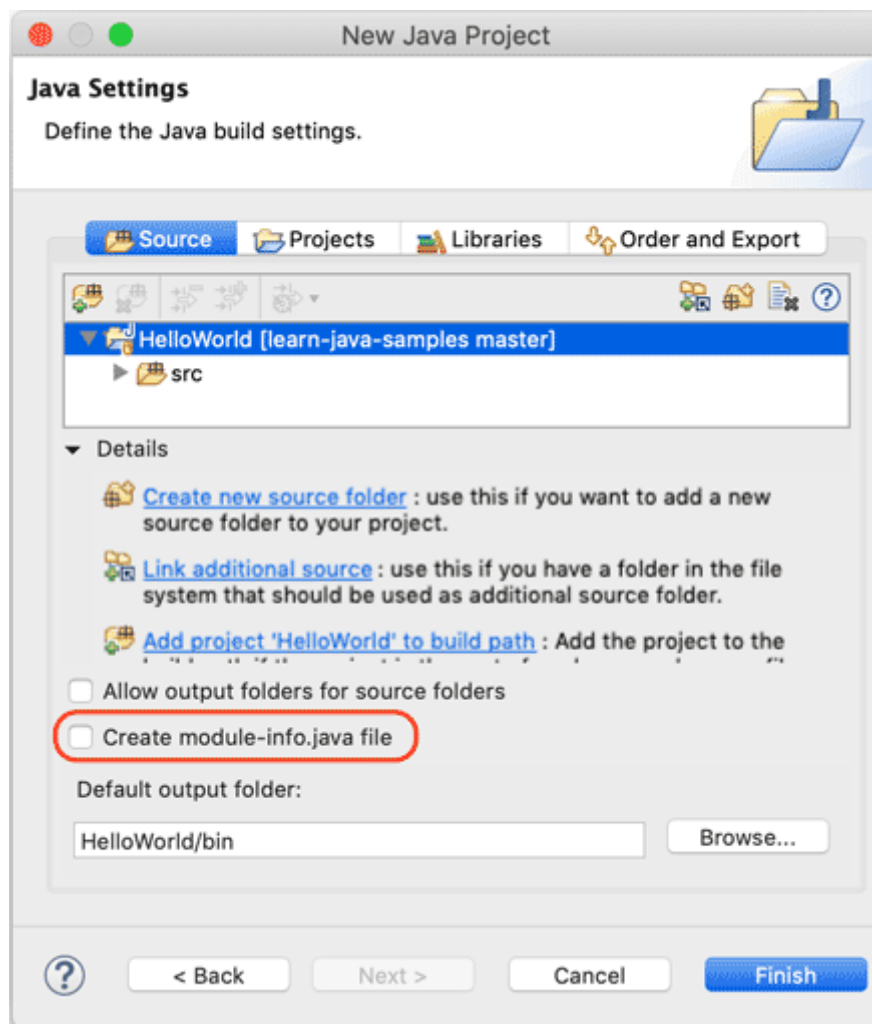 New Java Project
Java Settings
Define the Java build settings.
Source Projects Libraries Order and Export
HelloWorld [learn-java-samples master]
src
Details
Create new source folder : use this if you want to add a new
source folder to your project.
Link additional source : use this if you have a folder in the file
system that should be used as additional source folder.
Add project 'HelloWorld' to build path : Add the project to the
Allow output folders for source folders
Create module-info.java file
Default output folder:
HelloWorld/bin
Browse...
? < Back Next > Cancel Finish